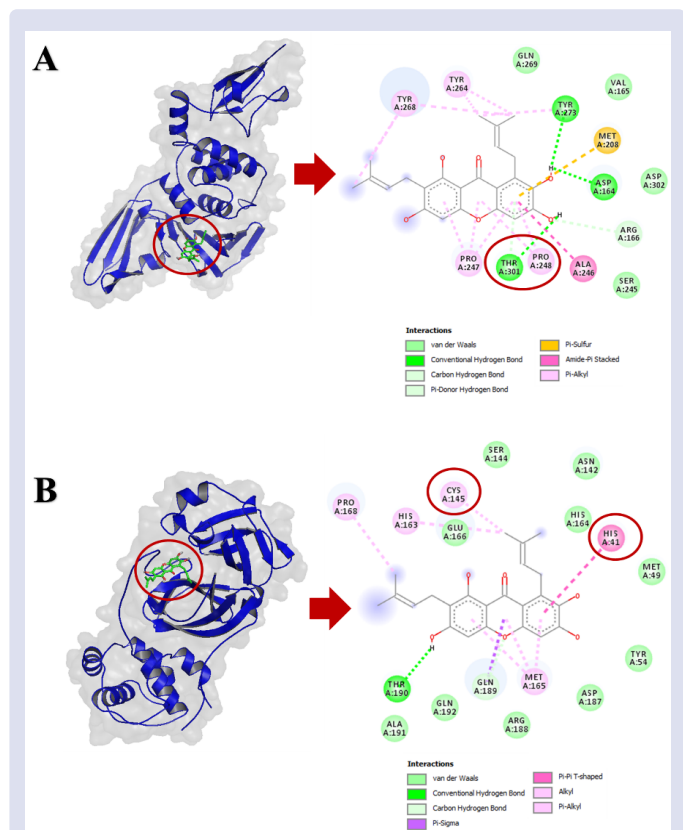 A
GLN
A:269
TYR
A:264
VAL
A:165
TYR
A:268
TYR
A:273
MET
A:208
H
O
O
O
ASP
A:164
ASP
A:302
H
O
O
O
ARG
A:166
PRO
A:247
THR
A:301
PRO
A:248
ALA
A:246
SER
A:245
Interactions
van der Waals
Conventional Hydrogen Bond
Carbon Hydrogen Bond
Pi-Donor Hydrogen Bond
Pi-Sulfur
Amide-Pi Stacked
Pi-Alkyl
B
SER
A:144
ASN
A:142
CYS
A:145
PRO
A:168
HIS
A:163
GLU
A:166
HIS
A:164
HIS
A:41
MET
A:49
O
O
O
O
O
O
H
TYR
A:54
THR
A:190
GLN
A:189
MET
A:165
ASP
A:187
GLN
A:192
ARG
A:188
ALA
A:191
Interactions
van der Waals
Conventional Hydrogen Bond
Carbon Hydrogen Bond
Pi-Sigma
Pi-Pi T-shaped
Alkyl
Pi-Alkyl